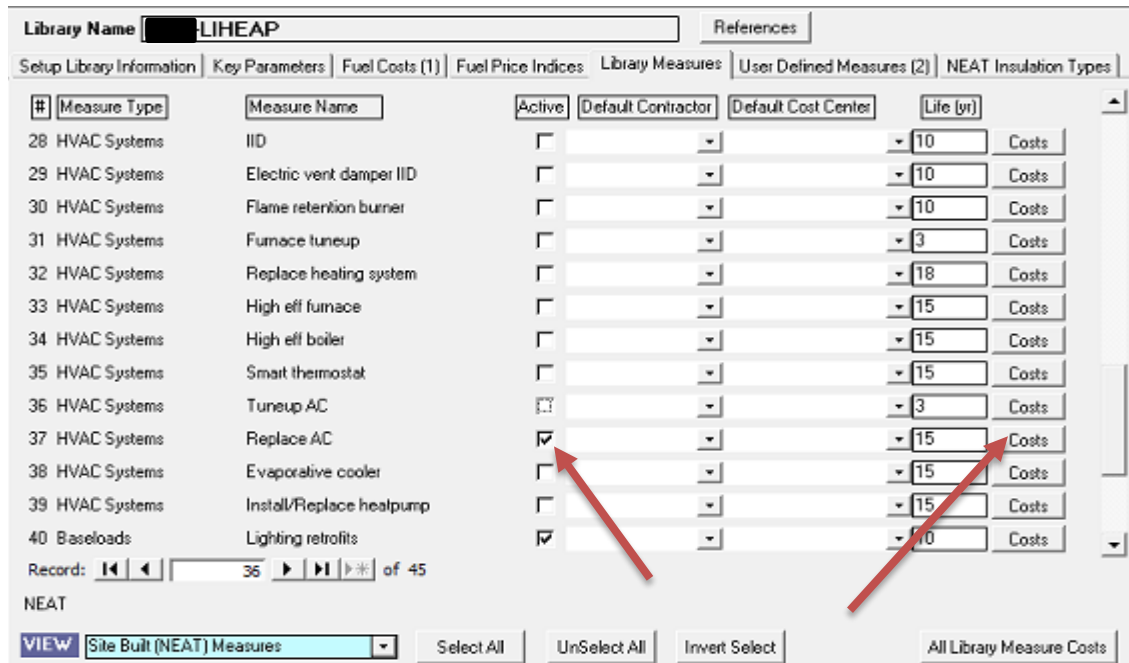 Library Name -LIHEAP References
Setup Library Information Key Parameters Fuel Costs (1) Fuel Price Indices Library Measures User Defined Measures (2) NEAT Insulation Types
# Measure Type Measure Name Active Default Contractor Default Cost Center Life (yr)
28 HVAC Systems IID 10 Costs
29 HVAC Systems Electric vent damper IID 10 Costs
30 HVAC Systems Flame retention burner 10 Costs
31 HVAC Systems Furnace tuneup 3 Costs
32 HVAC Systems Replace heating system 18 Costs
33 HVAC Systems High eff furnace 15 Costs
34 HVAC Systems High eff boiler 15 Costs
35 HVAC Systems Smart thermostat 15 Costs
36 HVAC Systems Tuneup AC 3 Costs
37 HVAC Systems Replace AC 15 Costs
38 HVAC Systems Evaporative cooler 15 Costs
39 HVAC Systems Install/Replace heatpump 15 Costs
40 Baseloads Lighting retrofits 10 Costs
Record: 36 of 45
NEAT
VIEW Site Built (NEAT) Measures Select All UnSelect All Invert Select All Library Measure Costs